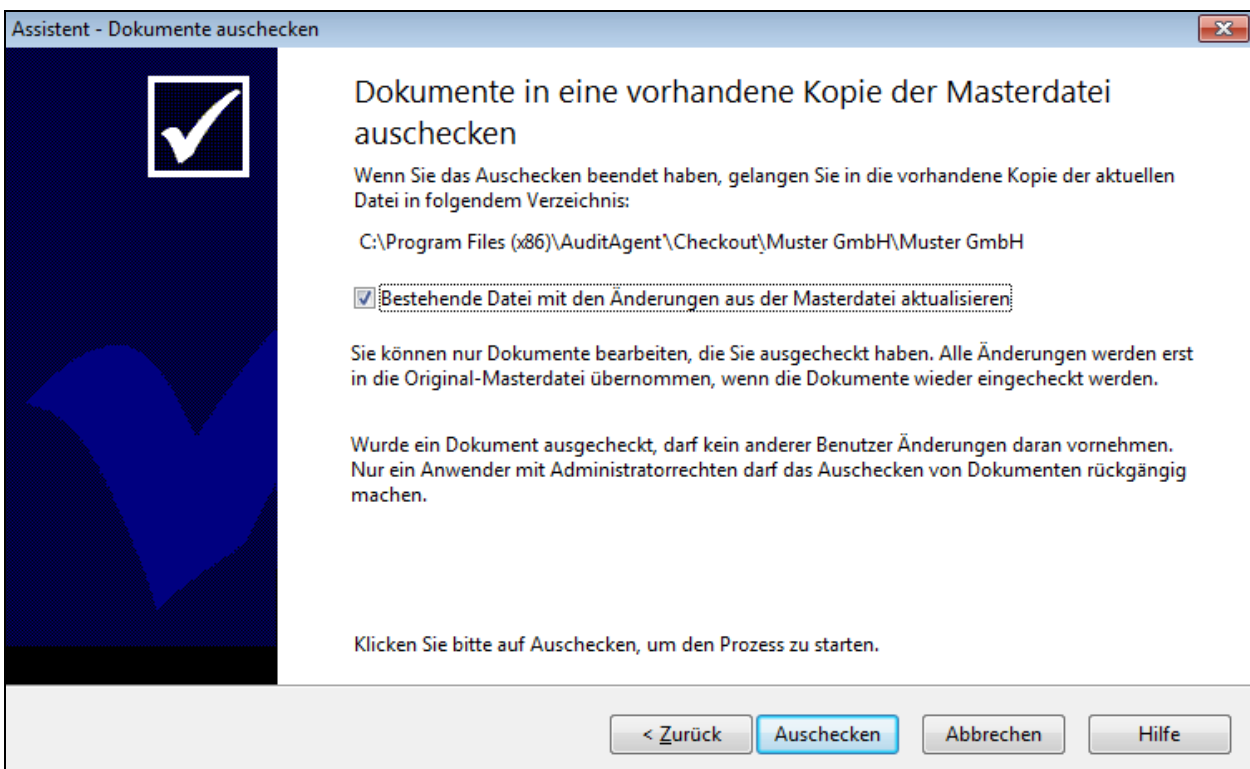 Assistent - Dokumente auschecken
Dokumente in eine vorhandene Kopie der Masterdatei
auschecken
Wenn Sie das Auschecken beendet haben, gelangen Sie in die vorhandene Kopie der aktuellen
Datei in folgendem Verzeichnis:
C:\Program Files (x86)\AuditAgent'\Checkout\Muster GmbH\Muster GmbH
Bestehende Datei mit den Änderungen aus der Masterdatei aktualisieren
Sie können nur Dokumente bearbeiten, die Sie ausgecheckt haben. Alle Änderungen werden erst
in die Original-Masterdatei übernommen, wenn die Dokumente wieder eingecheckt werden.
Wurde ein Dokument ausgecheckt, darf kein anderer Benutzer Änderungen daran vornehmen.
Nur ein Anwender mit Administratorrechten darf das Auschecken von Dokumenten rückgängig
machen.
Klicken Sie bitte auf Auschecken, um den Prozess zu starten.
< Zurück Auschecken Abbrechen Hilfe